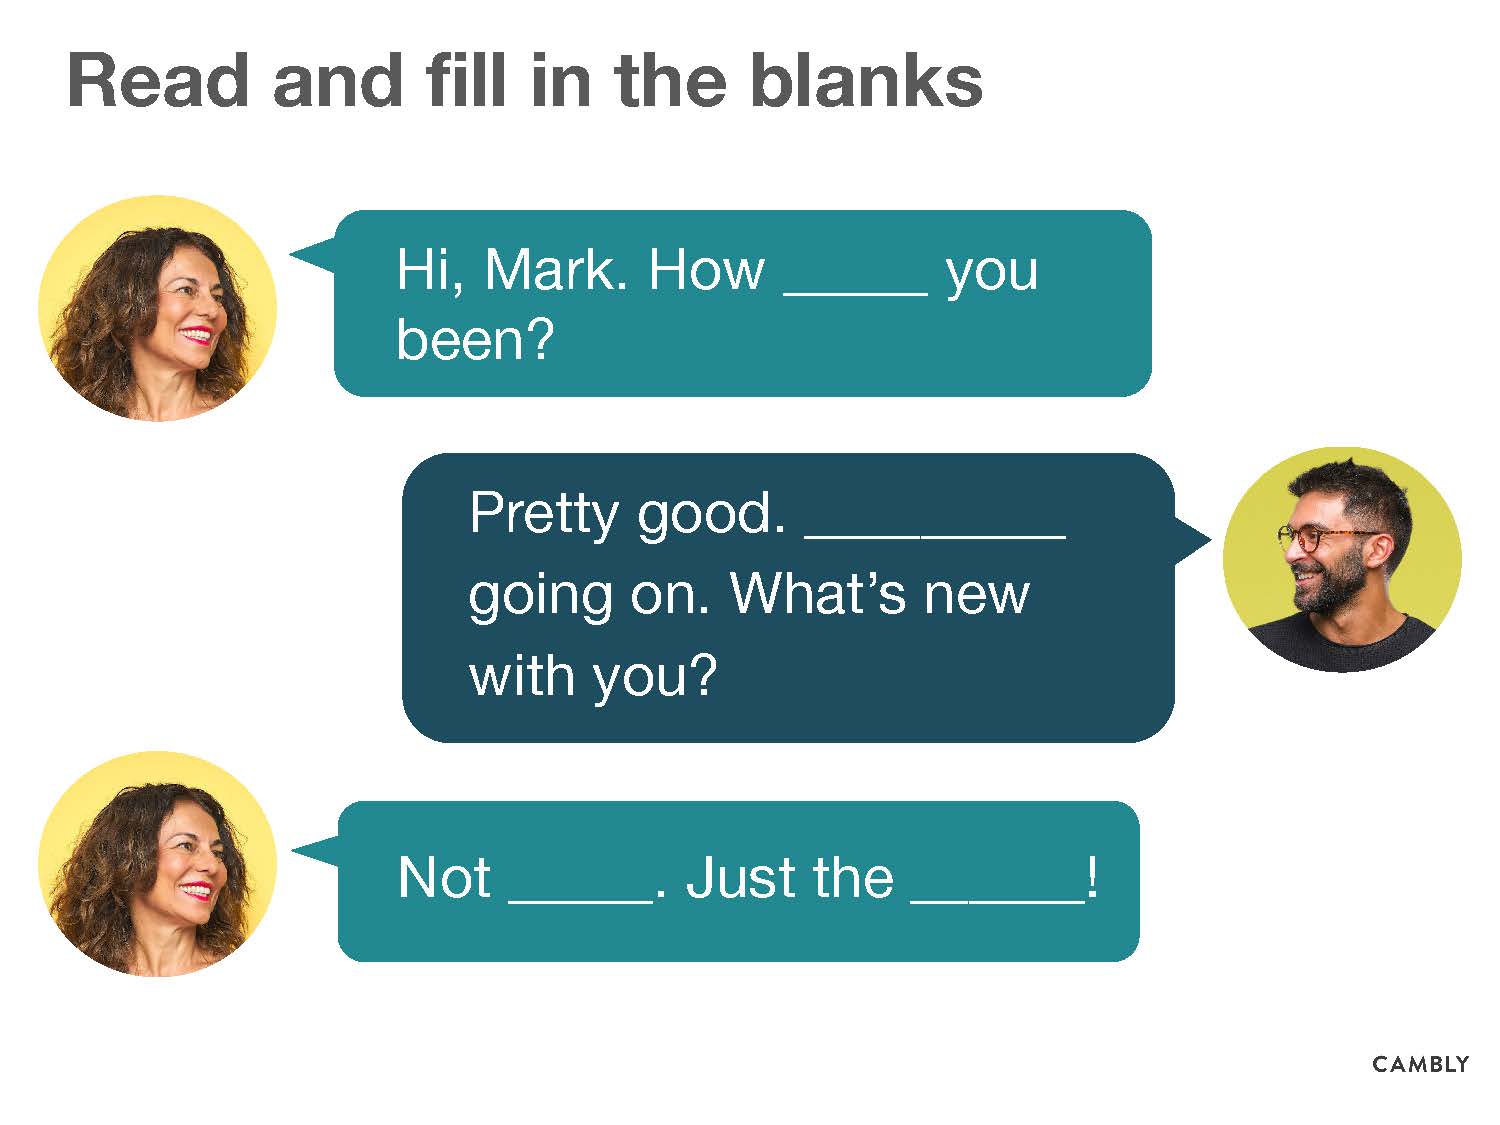 Read and fill in the blanks
Hi, Mark. How _____ you
been?
Pretty good. _________
going on. What’s new
with you?
Not _____. Just the ______!
CAMBLY